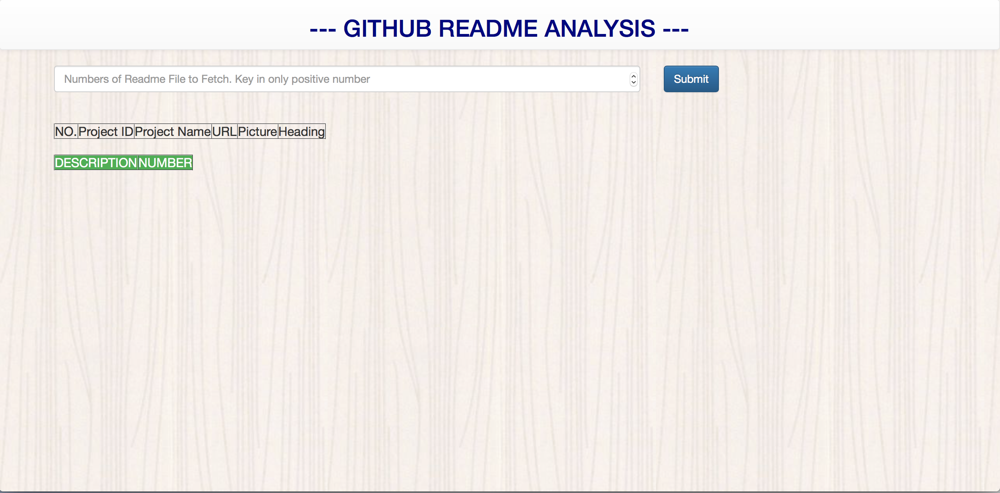 --- GITHUB README ANALYSIS ---
Numbers of Readme File to Fetch. Key in only positive number
Submit
NO. Project ID Project Name URL Picture Heading
DESCRIPTION NUMBER